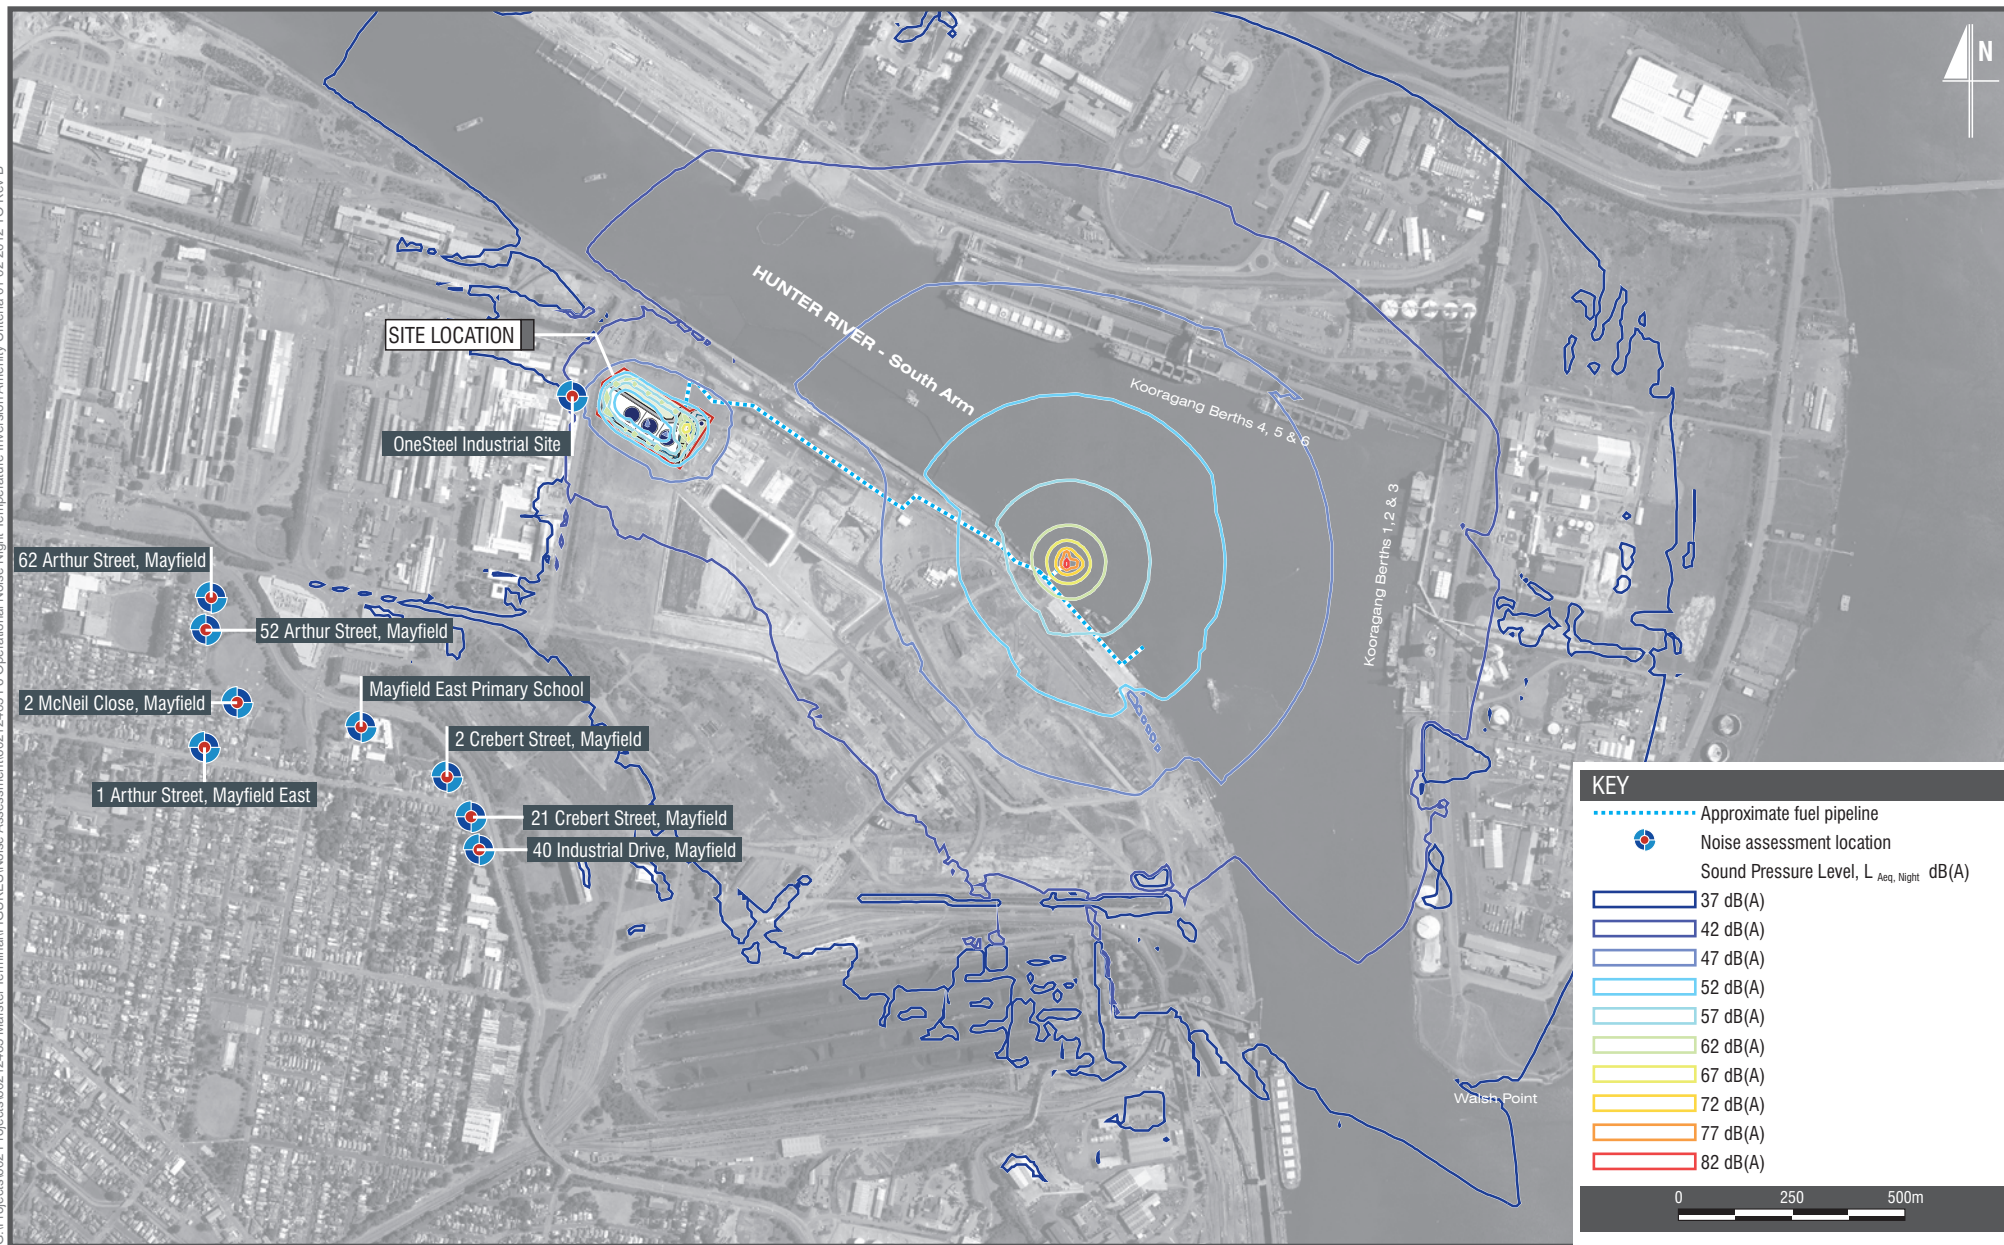 N
SITE LOCATION
HUNTER RIVER - South Arm
Kooragang Berths 4, 5 & 6
OneSteel Industrial Site
Kooragang Berths 1,2 & 3
62 Arthur Street, Mayfield
52 Arthur Street, Mayfield
Mayfield East Primary School
2 McNeil Close, Mayfield
2 Crebert Street, Mayfield
1 Arthur Street, Mayfield East
21 Crebert Street, Mayfield
40 Industrial Drive, Mayfield
Walsh Point
KEY
Approximate fuel pipeline
Noise assessment location
Sound Pressure Level, L Aeq, Night dB(A)
37 dB(A)
42 dB(A)
47 dB(A)
52 dB(A)
57 dB(A)
62 dB(A)
67 dB(A)
72 dB(A)
77 dB(A)
82 dB(A)
0 250 500m